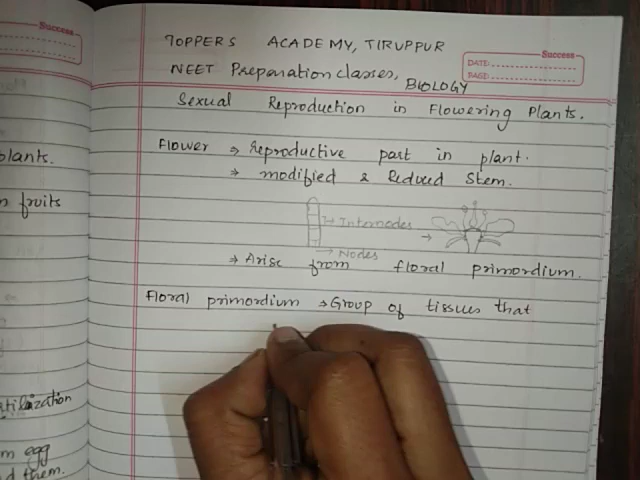 Success
TOPPERS ACADEMY, TIRUPPUR
NEET Preparation classes,
BIOLOGY
Success
DATE
PAGE
Sexual Reproduction in Flowering Plants.
Flower → Reproductive part in plant.
→ modified & Reduced Stem.
→ Internodes
→ Nodes
→ Arise from floral primordium.
Floral primordium → Group of tissues that
plants.
fruits
egg
them.